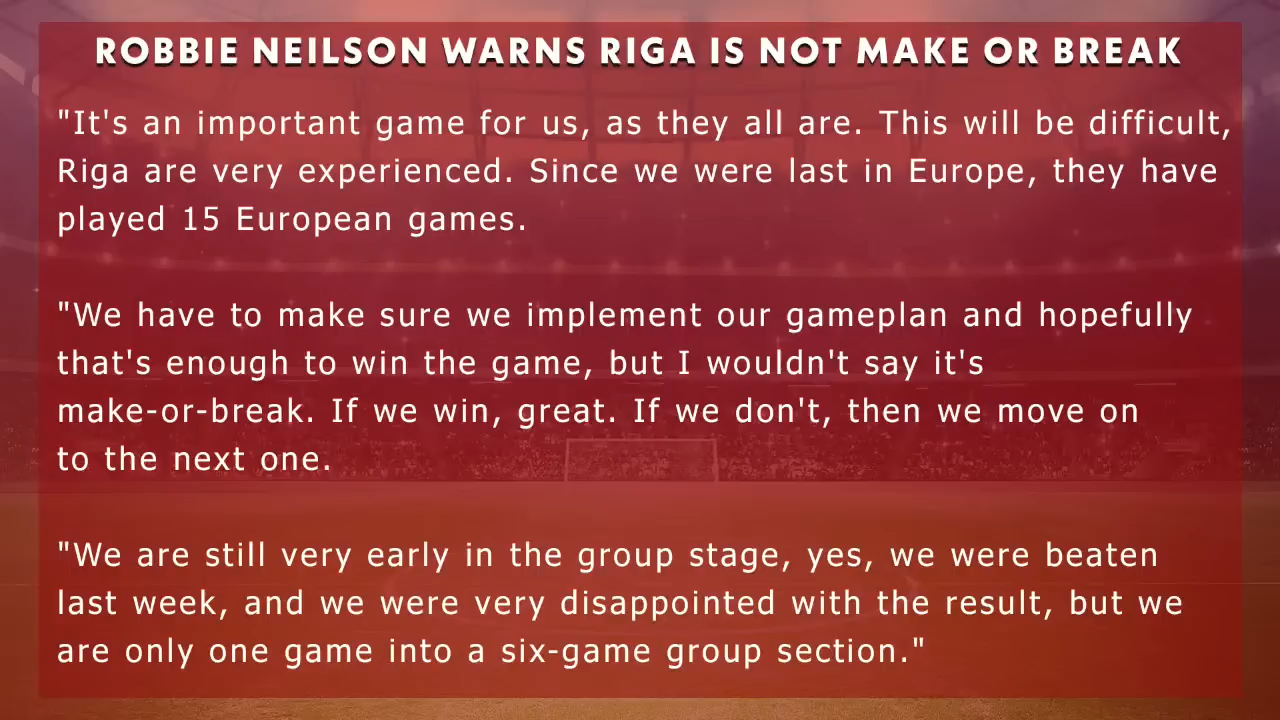 ROBBIE NEILSON WARNS RIGA IS NOT MAKE OR BREAK
"It's an important game for us, as they all are. This will be difficult,
Riga are very experienced. Since we were last in Europe, they have
played 15 European games.
"We have to make sure we implement our gameplan and hopefully
that's enough to win the game, but I wouldn't say it's
make-or-break. If we win, great. If we don't, then we move on
to the next one.
"We are still very early in the group stage, yes, we were beaten
last week, and we were very disappointed with the result, but we
are only one game into a six-game group section."